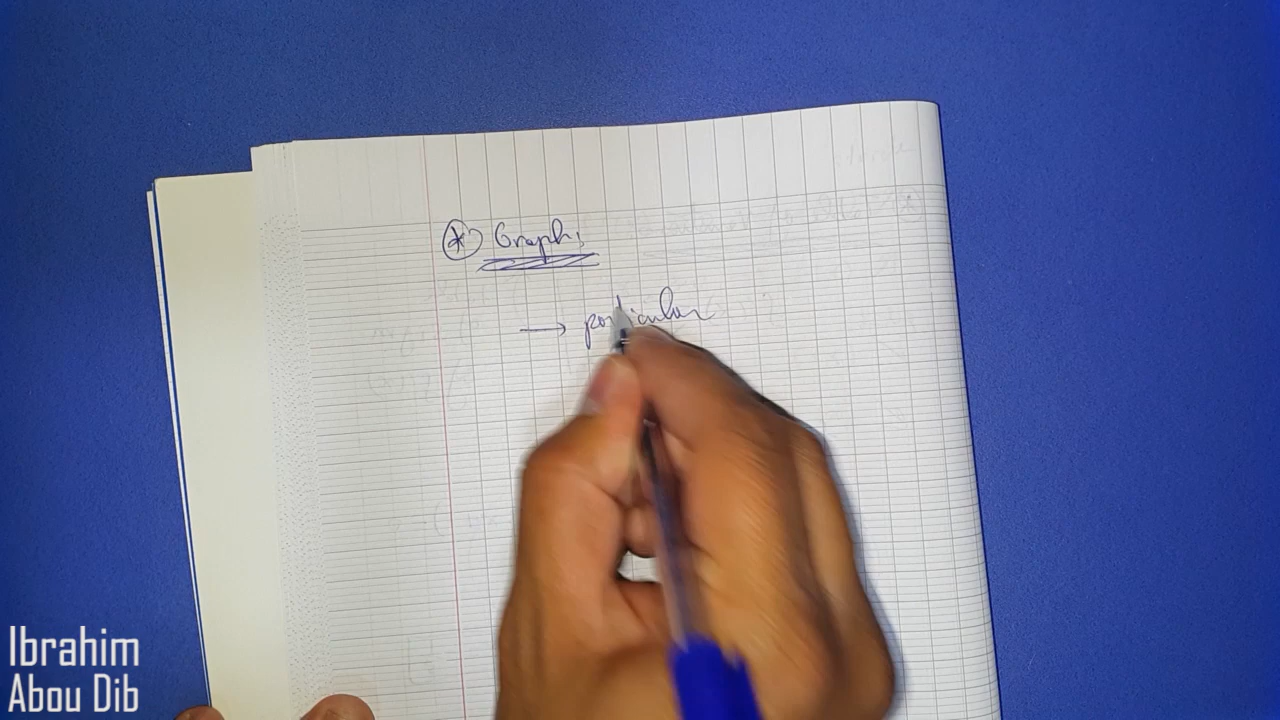 * Graph:
→ particular
Ibrahim
Abou Dib